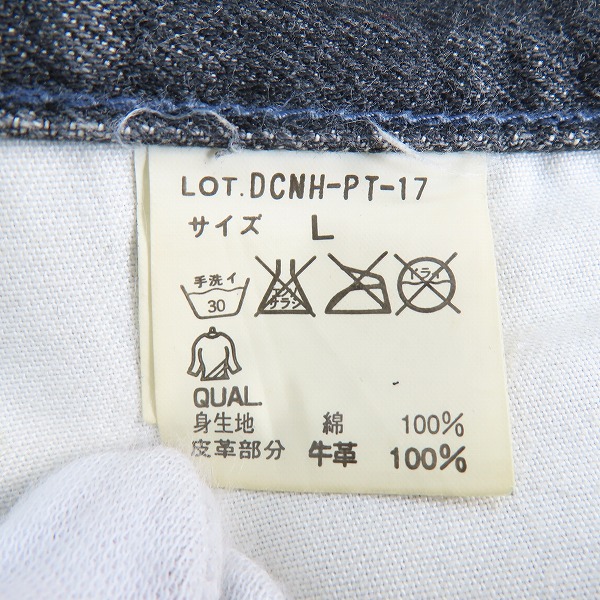 LOT. DCNH-PT-17
サイズ L
手洗イ 30 エンソサラシ ドライ
QUAL.
身生地 綿 100%
皮革部分 牛革 100%